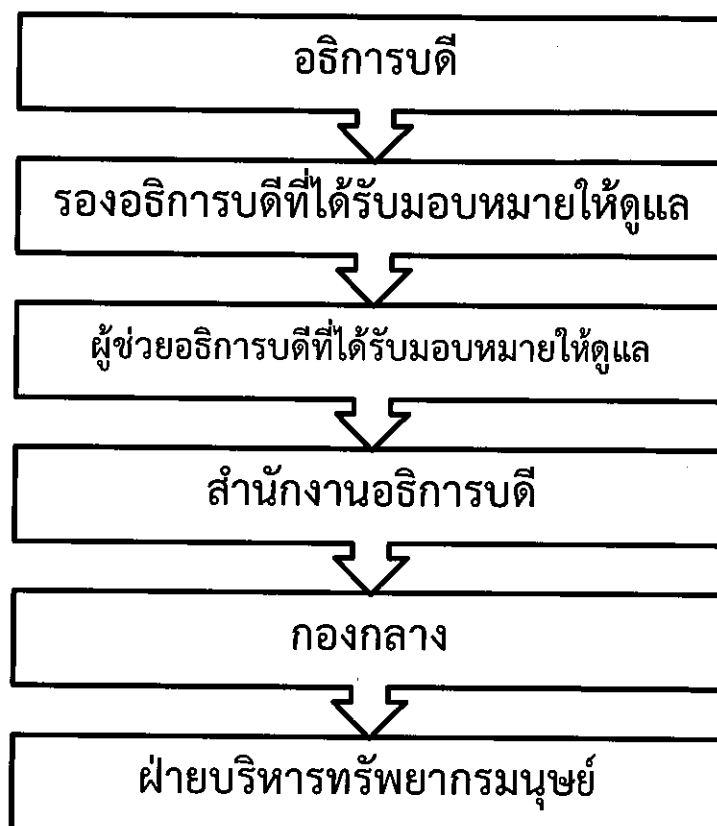 อธิการบดี
รองอธิการบดีที่ได้รับมอบหมายให้ดูแล
ผู้ช่วยอธิการบดีที่ได้รับมอบหมายให้ดูแล
สำนักงานอธิการบดี
กองกลาง
ฝ่ายบริหารทรัพยากรมนุษย์